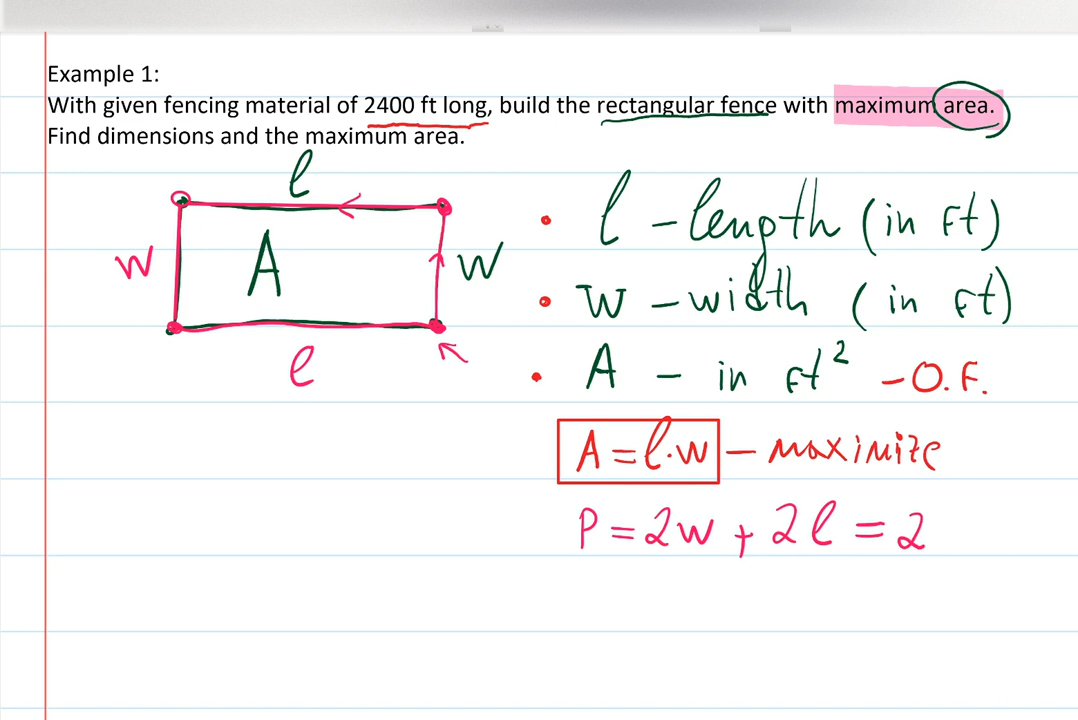 Example 1:
With given fencing material of 2400 ft long, build the rectangular fence with maximum area.
Find dimensions and the maximum area.
l
w A w
l
• l - length (in ft)
• w - width (in ft)
• A - in ft² - O.F.
A = l·w - maximize
P = 2w + 2l = 2